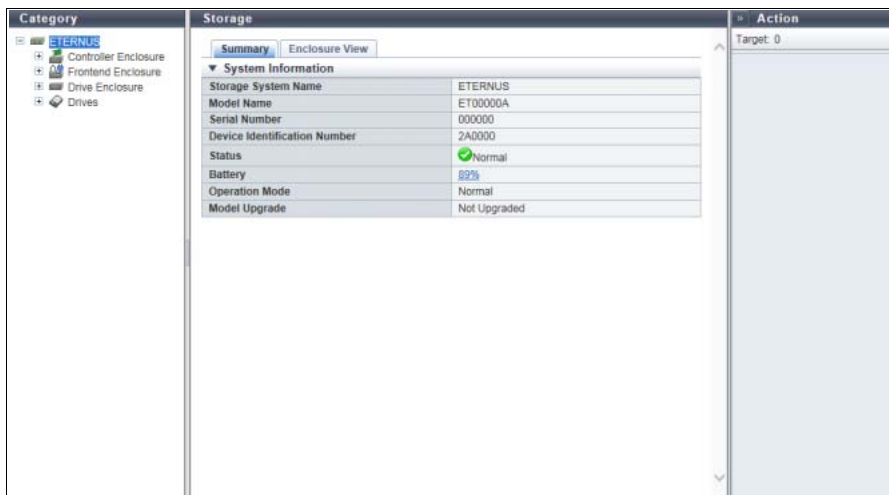 Category
ETERNUS
Controller Enclosure
Frontend Enclosure
Drive Enclosure
Drives
Storage
Summary Enclosure View
System Information
Storage System Name ETERNUS
Model Name ET00000A
Serial Number 000000
Device Identification Number 2A0000
Status Normal
Battery 89%
Operation Mode Normal
Model Upgrade Not Upgraded
» Action
Target: 0